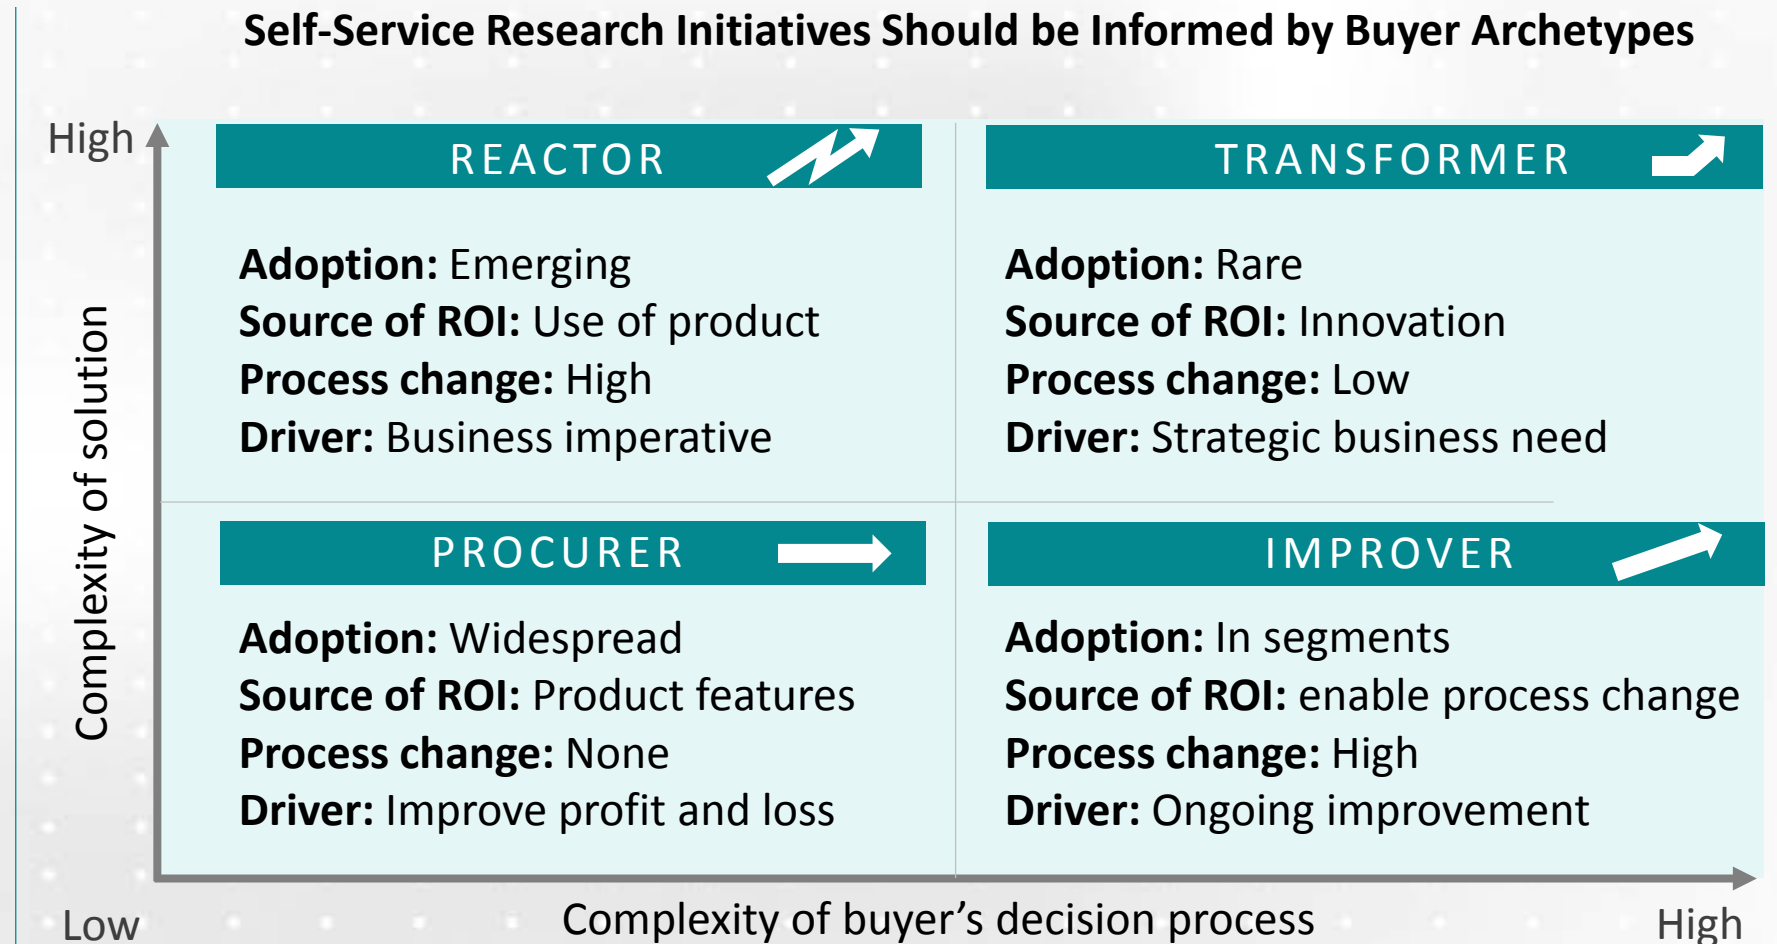 Self-Service Research Initiatives Should be Informed by Buyer Archetypes
High
Complexity of solution
REACTOR
Adoption: Emerging
Source of ROI: Use of product
Process change: High
Driver: Business imperative
TRANSFORMER
Adoption: Rare
Source of ROI: Innovation
Process change: Low
Driver: Strategic business need
PROCURER
Adoption: Widespread
Source of ROI: Product features
Process change: None
Driver: Improve profit and loss
IMPROVER
Adoption: In segments
Source of ROI: enable process change
Process change: High
Driver: Ongoing improvement
Low
Complexity of buyer’s decision process
High